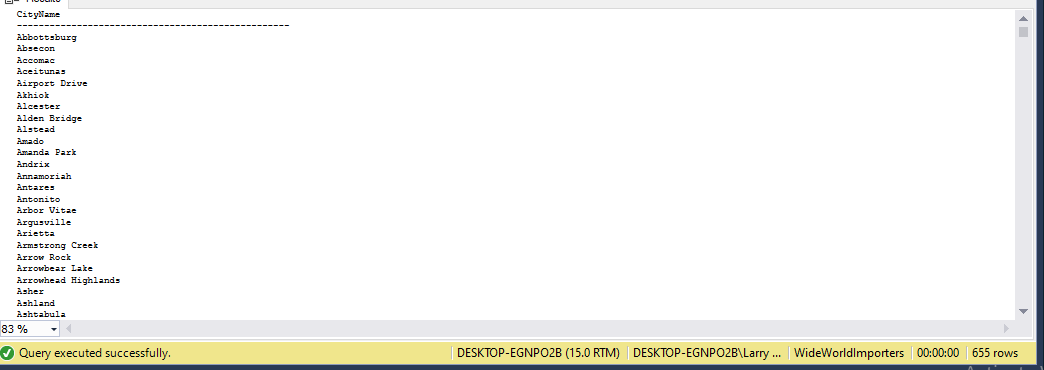 CityName
--------------------------------------------------
Abbottsburg
Absecon
Accomac
Aceitunas
Airport Drive
Akhiok
Alcester
Alden Bridge
Alstead
Amado
Amanda Park
Andrix
Annamoriah
Antares
Antonito
Arbor Vitae
Argusville
Arietta
Armstrong Creek
Arrow Rock
Arrowbear Lake
Arrowhead Highlands
Asher
Ashland
Ashtabula
83 %
Query executed successfully. DESKTOP-EGNPO2B (15.0 RTM) DESKTOP-EGNPO2B\Larry ... WideWorldImporters 00:00:00 655 rows